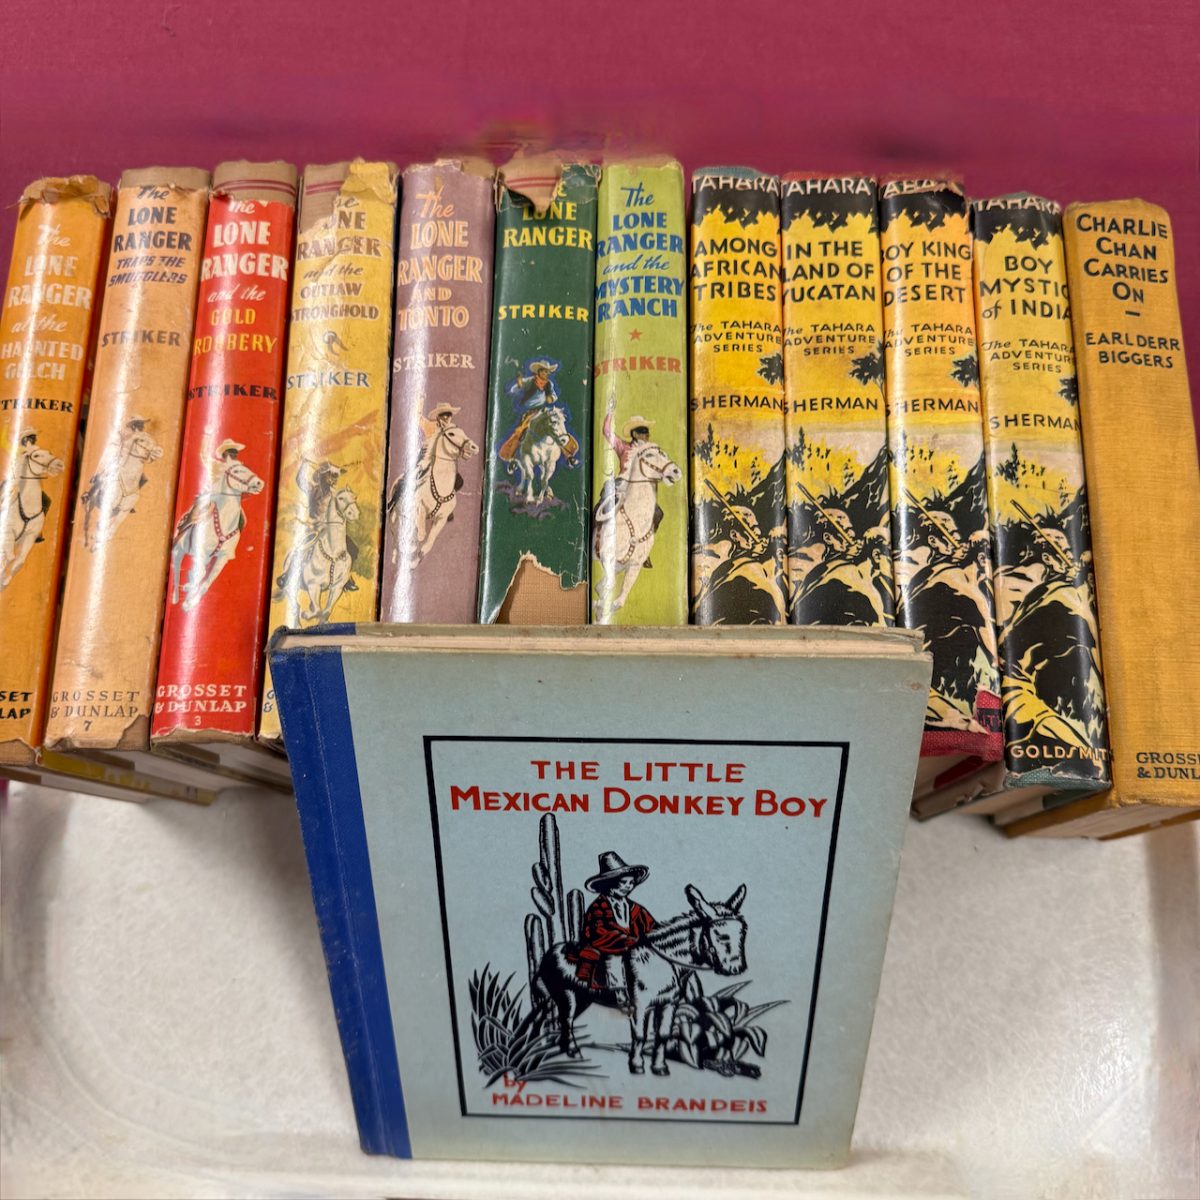 The
LONE
RANGER
at the
HAUNTED
GULCH
STRIKER
The
LONE
RANGER
TRAPS THE
SMUGGLERS
STRIKER
GROSSET
& DUNLAP
7
The
LONE
RANGER
and the
GOLD
ROBBERY
STRIKER
GROSSET
& DUNLAP
3
The
LONE
RANGER
and the
OUTLAW
STRONGHOLD
STRIKER
The
LONE
RANGER
AND
TONTO
STRIKER
LONE
RANGER
STRIKER
The
LONE
RANGER
and the
MYSTERY
RANCH
STRIKER
TAHARA
AMONG
AFRICAN
TRIBES
The TAHARA
ADVENTURE
SERIES
SHERMAN
TAHARA
IN THE
LAND OF
YUCATAN
The TAHARA
ADVENTURE
SERIES
SHERMAN
TAHARA
BOY KING
OF THE
DESERT
The TAHARA
ADVENTURE
SERIES
SHERMAN
TAHARA
BOY
MYSTIC
of INDIA
The TAHARA
ADVENTURE
SERIES
SHERMAN
GOLDSMITH
CHARLIE
CHAN
CARRIES
ON
—
EARL DERR
BIGGERS
GROSSET
& DUNLAP
THE LITTLE
MEXICAN DONKEY BOY
by
MADELINE BRANDEIS